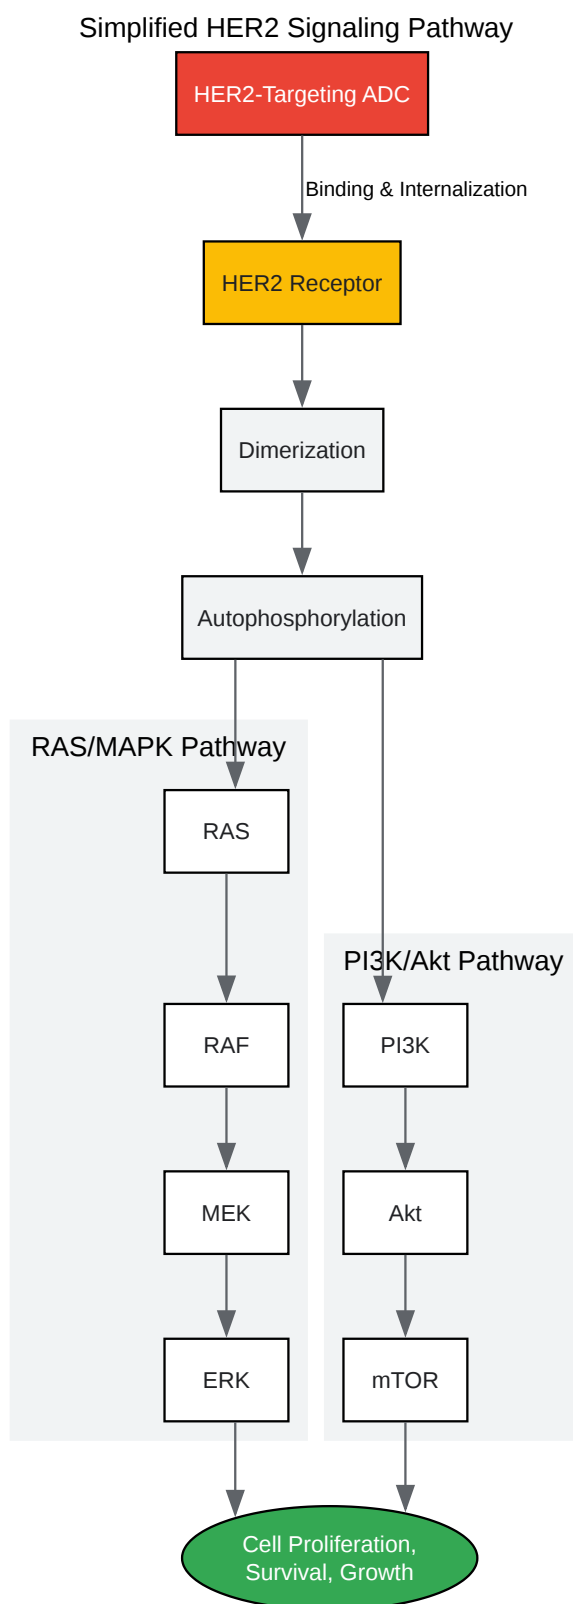 Simplified HER2 Signaling Pathway
HER2-Targeting ADC
Binding & Internalization
HER2 Receptor
Dimerization
Autophosphorylation
RAS/MAPK Pathway
RAS
RAF
MEK
ERK
PI3K/Akt Pathway
PI3K
Akt
mTOR
Cell Proliferation,
Survival, Growth